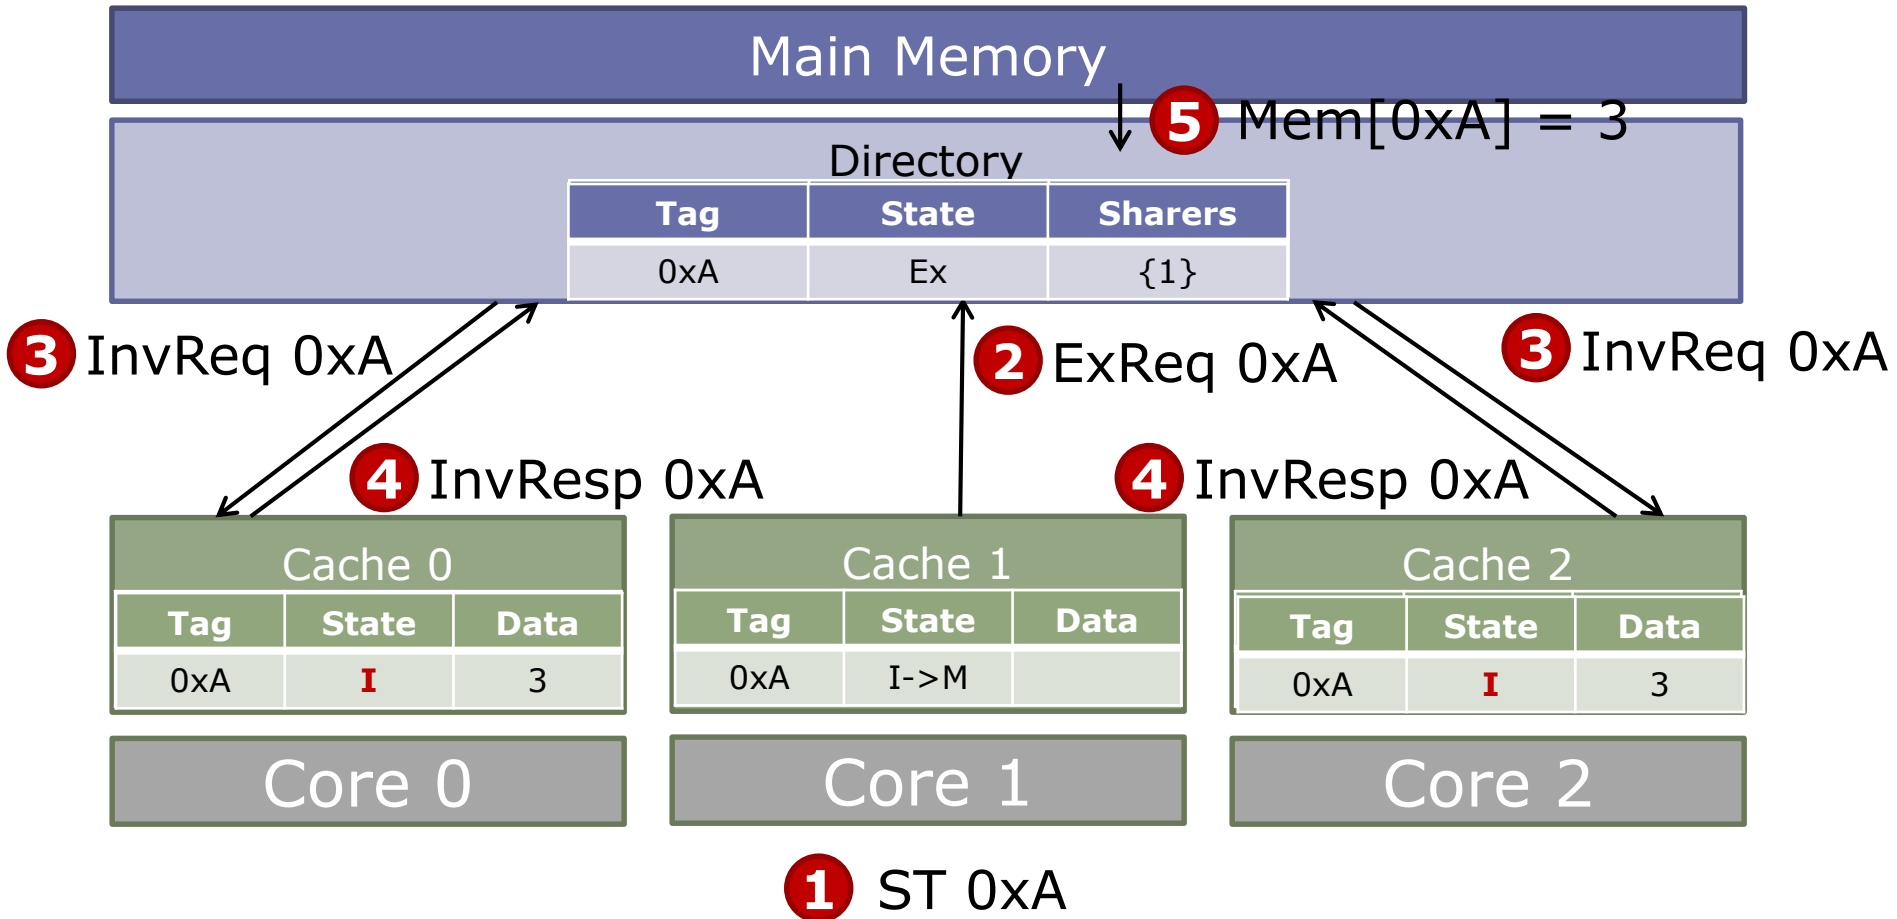 Main Memory
5 Mem[0xA] = 3
Directory
Tag State Sharers
0xA Ex {1}
3 InvReq 0xA
2 ExReq 0xA
3 InvReq 0xA
4 InvResp 0xA
4 InvResp 0xA
Cache 0
Tag State Data
0xA I 3
Cache 1
Tag State Data
0xA I->M
Cache 2
Tag State Data
0xA I 3
Core 0
Core 1
Core 2
1 ST 0xA